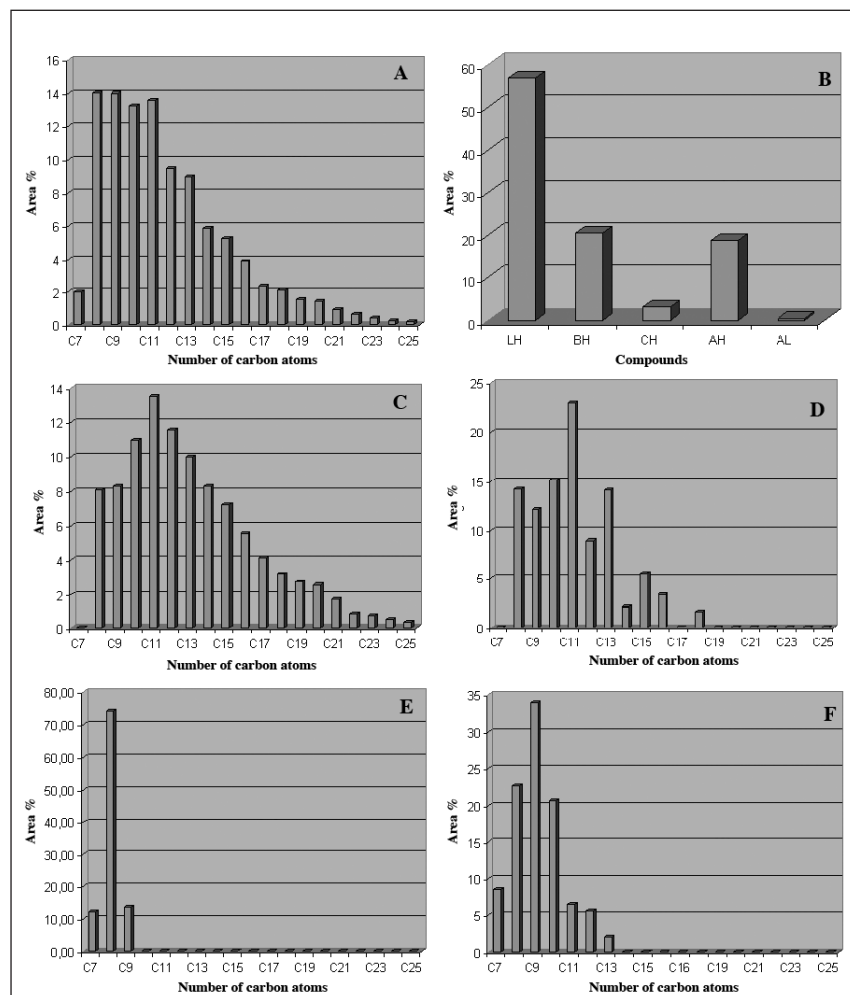 A
16
14
12
10
8
6
4
2
0
Area %
C7 C9 C11 C13 C15 C17 C19 C21 C23 C25
Number of carbon atoms
B
60
50
40
30
20
10
0
Area %
LH BH CH AH AL
Compounds
C
14
12
10
8
6
4
2
0
Area %
C7 C9 C11 C13 C15 C17 C19 C21 C23 C25
Number of carbon atoms
D
25
20
15
10
5
0
Area %
C7 C9 C11 C13 C15 C17 C19 C21 C23 C25
Number of carbon atoms
E
80,00
70,00
60,00
50,00
40,00
30,00
20,00
10,00
0,00
Area %
C7 C9 C11 C13 C15 C17 C19 C21 C23 C25
Number of carbon atoms
F
35
30
25
20
15
10
5
0
Area %
C7 C9 C11 C13 C15 C16 C19 C21 C23 C25
Number of carbon atoms